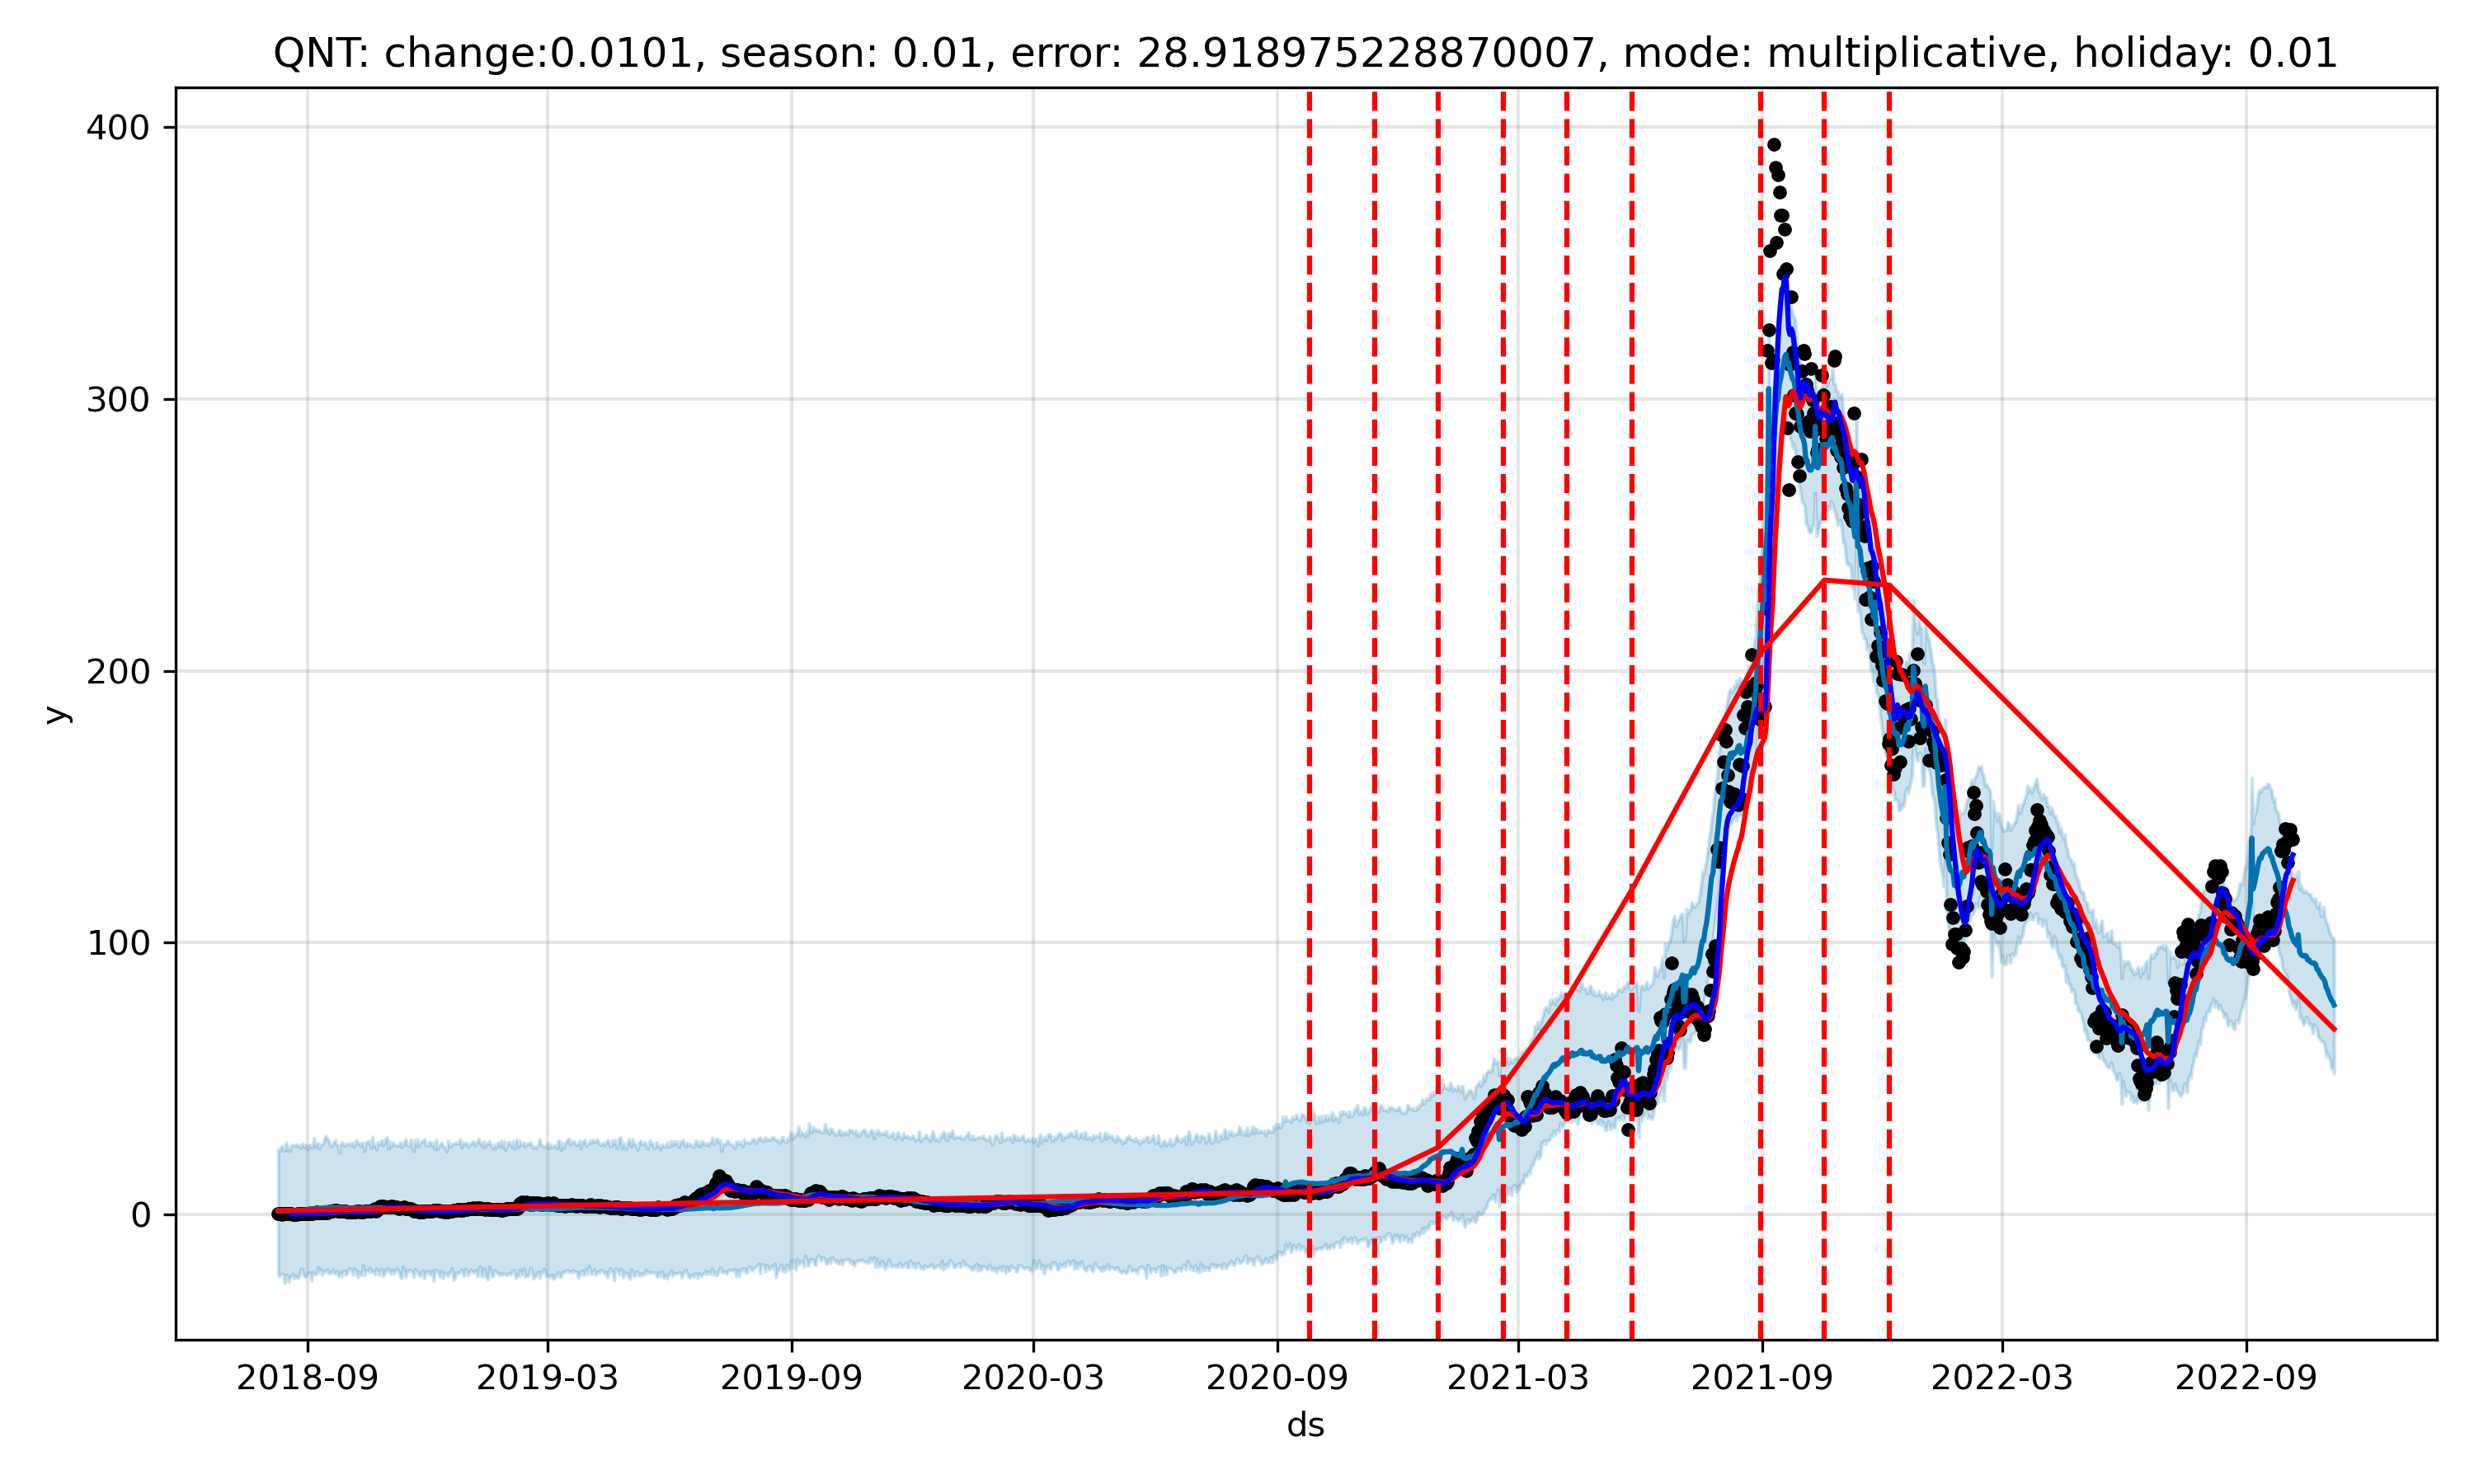 QNT: change:0.0101, season: 0.01, error: 28.918975228870007, mode: multiplicative, holiday: 0.01
400
300
200
100
0
y
2018-09 2019-03 2019-09 2020-03 2020-09 2021-03 2021-09 2022-03 2022-09
ds